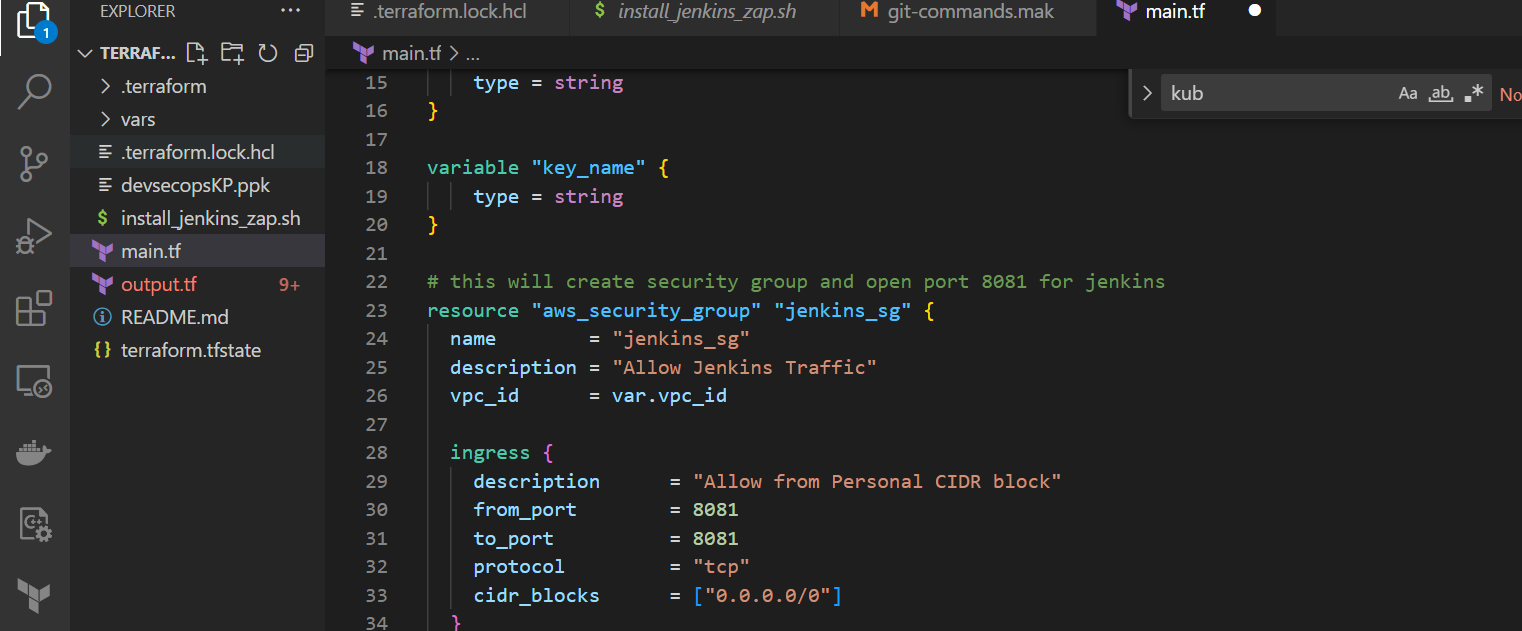 EXPLORER ...
.terraform.lock.hcl $ install_jenkins_zap.sh M git-commands.mak main.tf
1
TERRAF...
main.tf > ...
.terraform
vars
.terraform.lock.hcl
devsecopsKP.ppk
$ install_jenkins_zap.sh
main.tf
output.tf 9+
README.md
{} terraform.tfstate
kub Aa ab, .* No
15 type = string
16 }
17
18 variable "key_name" {
19 type = string
20 }
21
22 # this will create security group and open port 8081 for jenkins
23 resource "aws_security_group" "jenkins_sg" {
24 name = "jenkins_sg"
25 description = "Allow Jenkins Traffic"
26 vpc_id = var.vpc_id
27
28 ingress {
29 description = "Allow from Personal CIDR block"
30 from_port = 8081
31 to_port = 8081
32 protocol = "tcp"
33 cidr_blocks = ["0.0.0.0/0"]
34 }